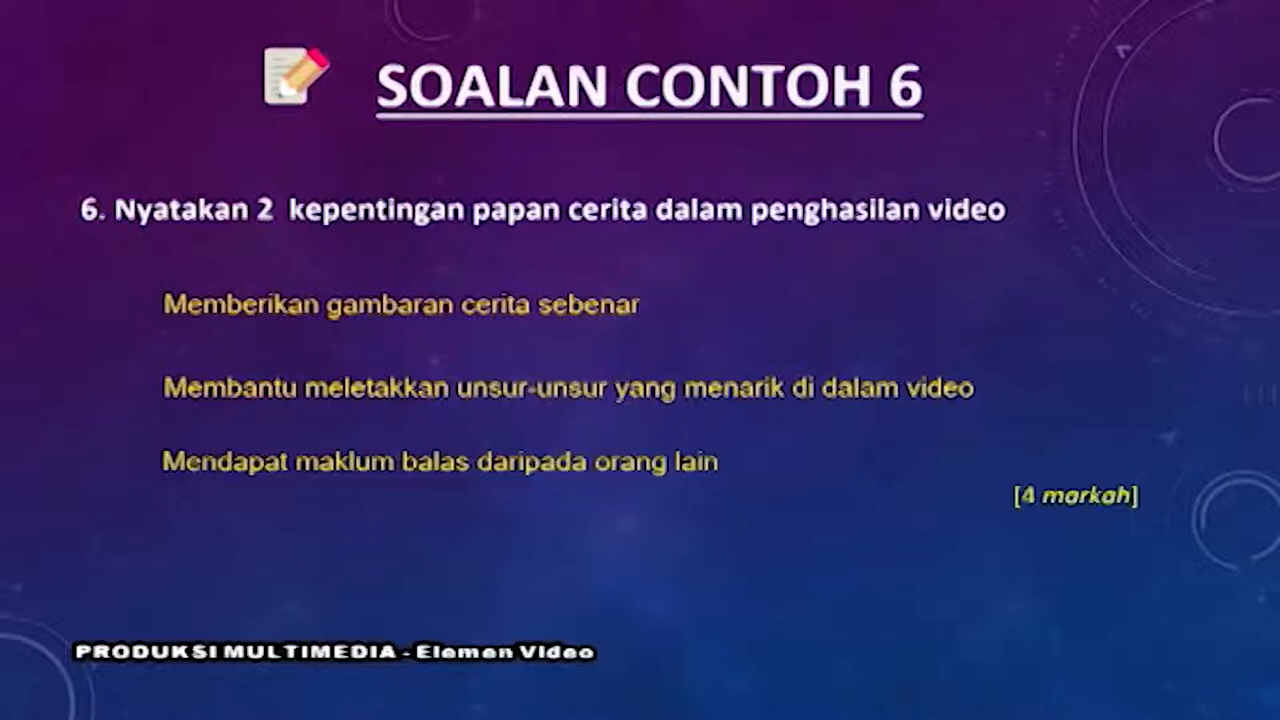 SOALAN CONTOH 6
6. Nyatakan 2 kepentingan papan cerita dalam penghasilan video
Memberikan gambaran cerita sebenar
Membantu meletakkan unsur-unsur yang menarik di dalam video
Mendapat maklum balas daripada orang lain
[4 markah]
PRODUKSI MULTIMEDIA - Elemen Video